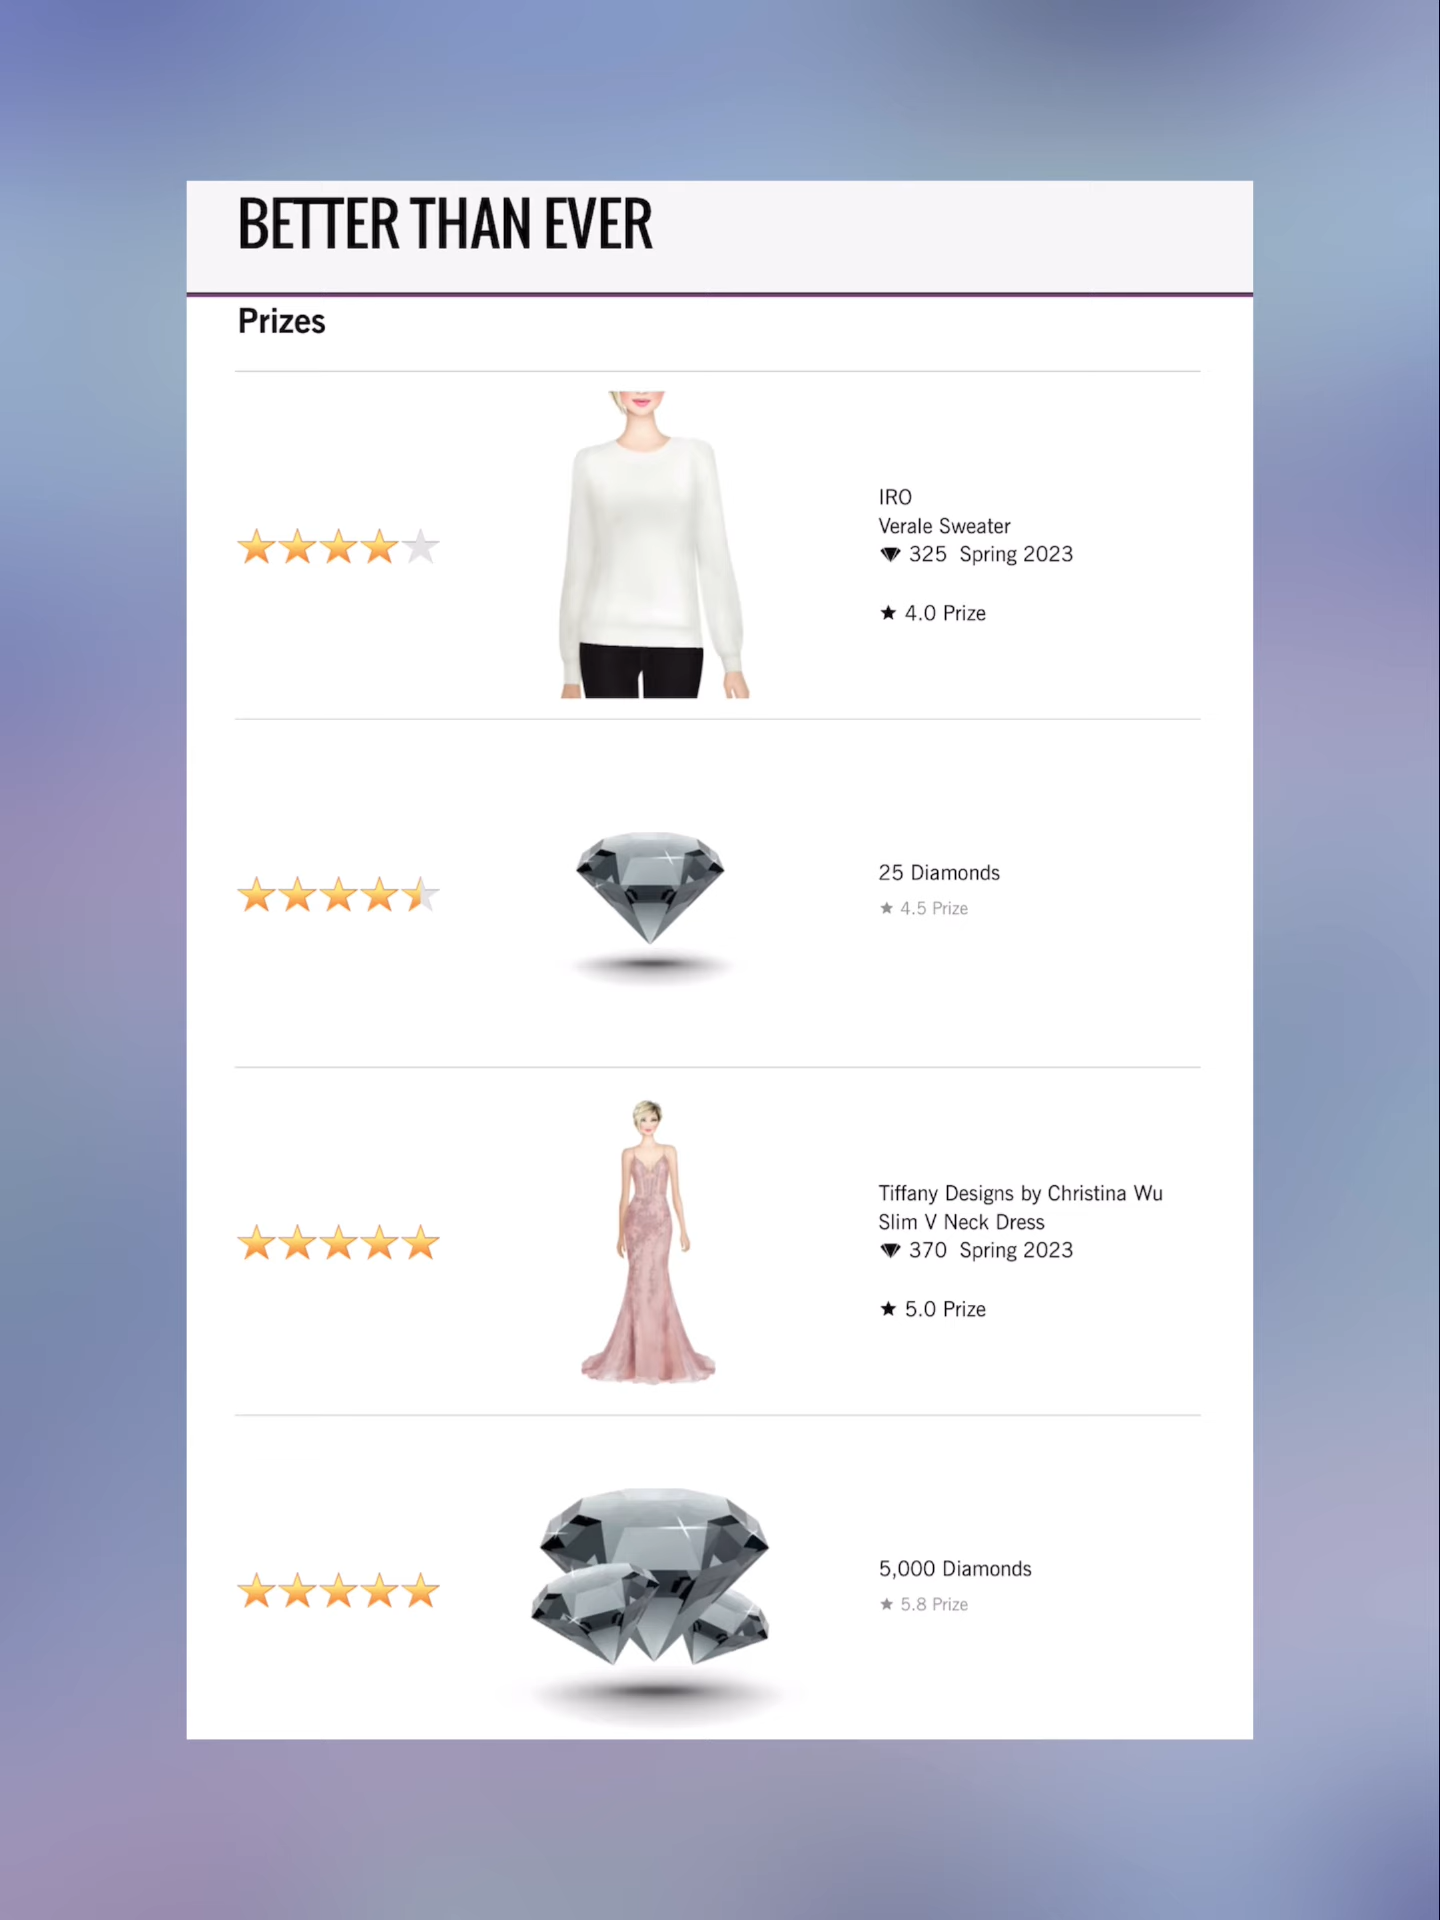 BETTER THAN EVER
Prizes
IRO
Verale Sweater
325 Spring 2023
★ 4.0 Prize
25 Diamonds
★ 4.5 Prize
Tiffany Designs by Christina Wu
Slim V Neck Dress
370 Spring 2023
★ 5.0 Prize
5,000 Diamonds
★ 5.8 Prize